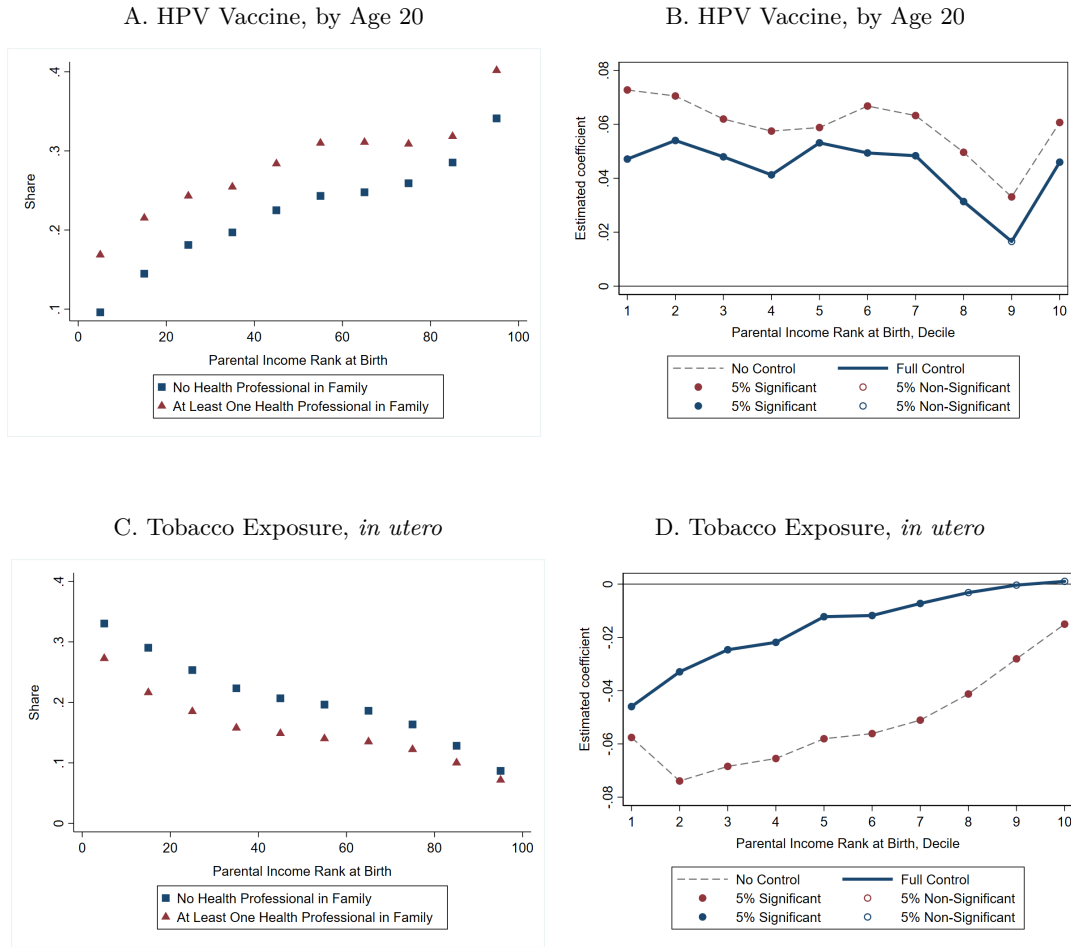 A. HPV Vaccine, by Age 20
.4
.3
.2
.1
Share
0 20 40 60 80 100
Parental Income Rank at Birth
No Health Professional in Family
At Least One Health Professional in Family
B. HPV Vaccine, by Age 20
.08
.06
.04
.02
0
Estimated coefficient
1 2 3 4 5 6 7 8 9 10
Parental Income Rank at Birth, Decile
No Control Full Control
5% Significant 5% Non-Significant
5% Significant 5% Non-Significant
C. Tobacco Exposure, in utero
.4
.3
.2
.1
0
Share
0 20 40 60 80 100
Parental Income Rank at Birth
No Health Professional in Family
At Least One Health Professional in Family
D. Tobacco Exposure, in utero
0
-.02
-.04
-.06
-.08
Estimated coefficient
1 2 3 4 5 6 7 8 9 10
Parental Income Rank at Birth, Decile
No Control Full Control
5% Significant 5% Non-Significant
5% Significant 5% Non-Significant